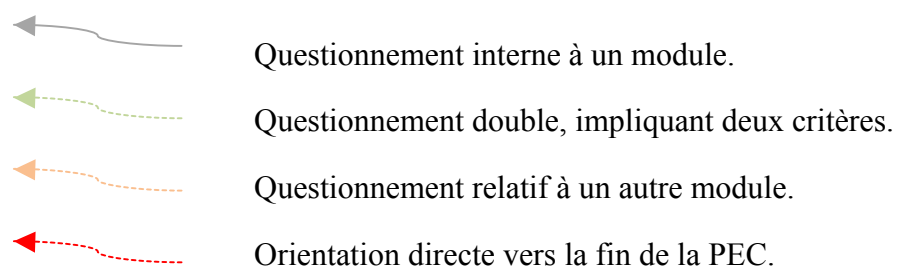 Questionnement interne à un module.
Questionnement double, impliquant deux critères.
Questionnement relatif à un autre module.
Orientation directe vers la fin de la PEC.